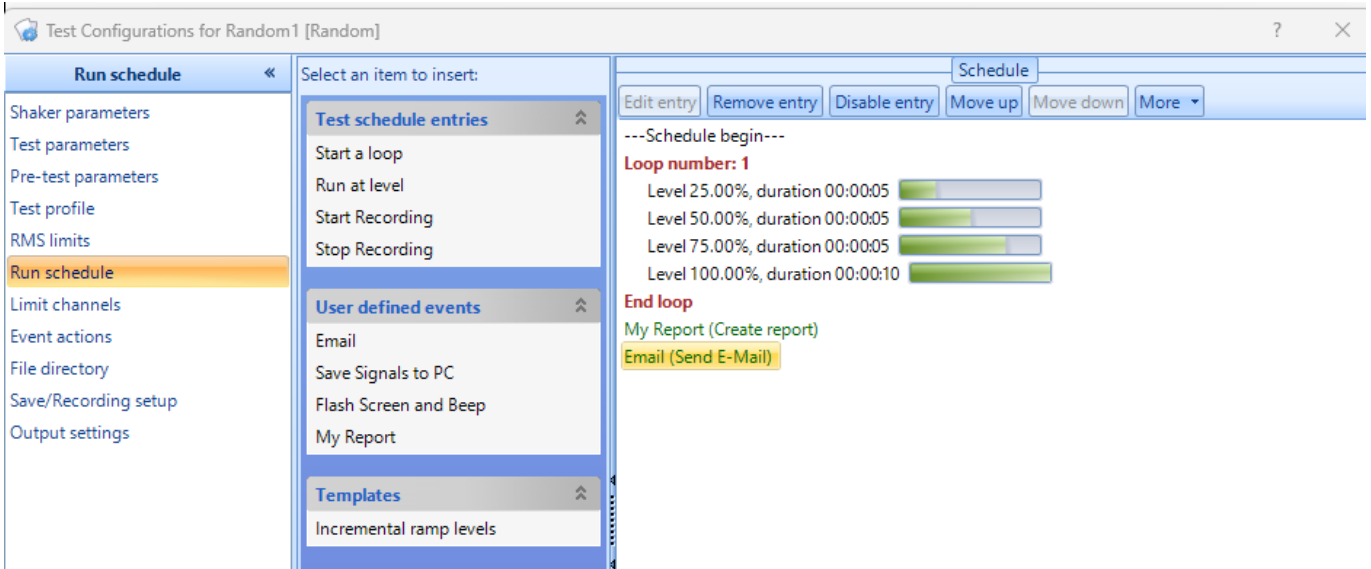 Test Configurations for Random1 [Random]
?
Run schedule «
Shaker parameters
Test parameters
Pre-test parameters
Test profile
RMS limits
Run schedule
Limit channels
Event actions
File directory
Save/Recording setup
Output settings
Select an item to insert:
Test schedule entries
Start a loop
Run at level
Start Recording
Stop Recording
User defined events
Email
Save Signals to PC
Flash Screen and Beep
My Report
Templates
Incremental ramp levels
Schedule
Edit entry Remove entry Disable entry Move up Move down More
---Schedule begin---
Loop number: 1
Level 25.00%, duration 00:00:05
Level 50.00%, duration 00:00:05
Level 75.00%, duration 00:00:05
Level 100.00%, duration 00:00:10
End loop
My Report (Create report)
Email (Send E-Mail)